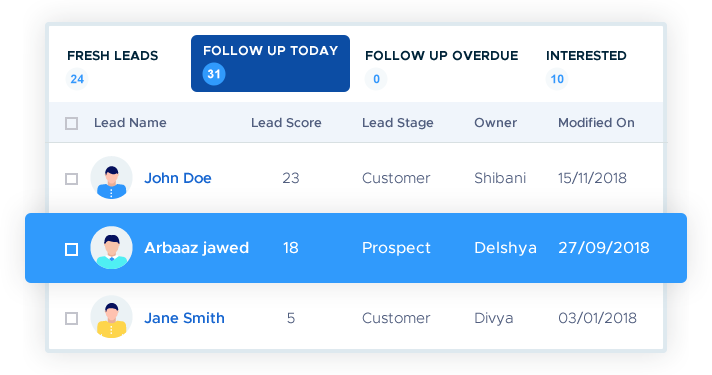 FRESH LEADS FOLLOW UP TODAY FOLLOW UP OVERDUE INTERESTED
24 31 0 10
Lead Name Lead Score Lead Stage Owner Modified On
John Doe 23 Customer Shibani 15/11/2018
Arbaaz jawed 18 Prospect Delshya 27/09/2018
Jane Smith 5 Customer Divya 03/01/2018